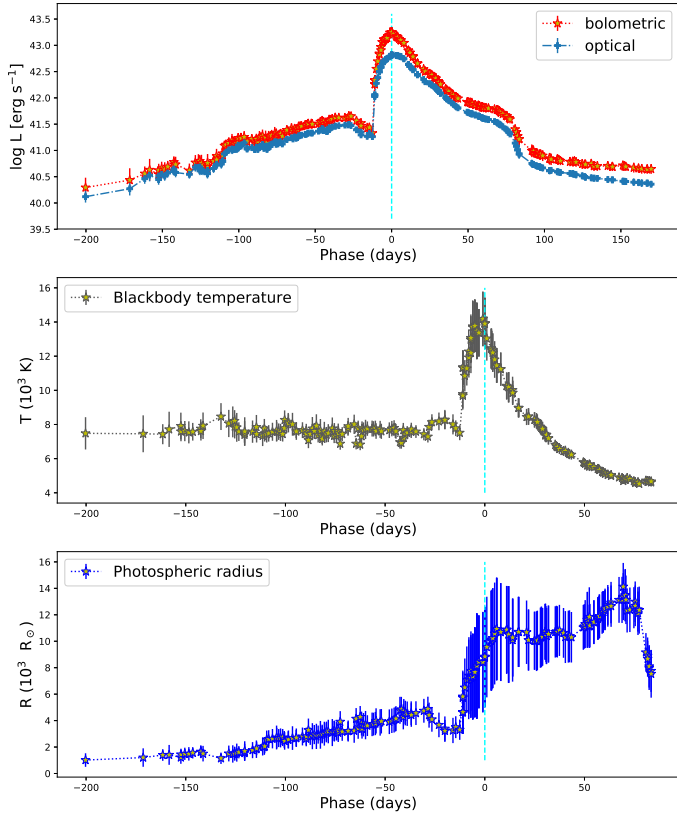 43.5
43.0
42.5
42.0
41.5
41.0
40.5
40.0
39.5
log L [erg s⁻¹]
bolometric
optical
−200 −150 −100 −50 0 50 100 150
Phase (days)
16
14
12
10
8
6
4
T (10³ K)
Blackbody temperature
−200 −150 −100 −50 0 50
Phase (days)
16
14
12
10
8
6
4
2
0
R (10³ R⊙)
Photospheric radius
−200 −150 −100 −50 0 50
Phase (days)